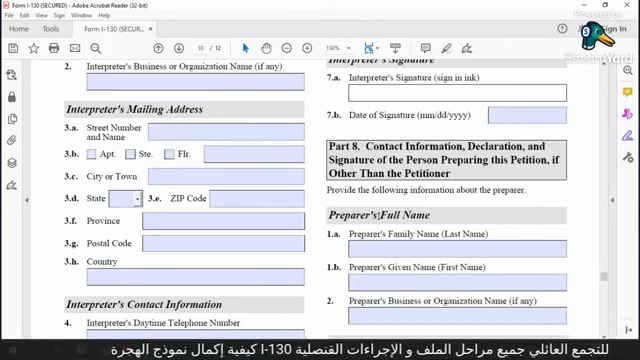 Form I-130 (SECURED).pdf - Adobe Acrobat Reader (32-bit)
File Edit View Sign Window Help
Home
Tools
Form I-130 (SECUR...
Sign In
Powered by
StreamYard
10 / 12
130%
2. Interpreter's Business or Organization Name (if any)
Interpreter's Mailing Address
3.a. Street Number and Name
3.b Apt. Ste. Flr.
3.c City or Town
3.d State
3.e ZIP Code
3.f Province
3.g Postal Code
3.h Country
Interpreter's Contact Information
4. Interpreter's Daytime Telephone Number
Interpreter's Signature
7.a. Interpreter's Signature (sign in ink)
7.b. Date of Signature (mm/dd/yyyy)
Part 8. Contact Information, Declaration, and
Signature of the Person Preparing this Petition, if
Other Than the Petitioner
Provide the following information about the preparer.
Preparer's Full Name
1.a. Preparer's Family Name (Last Name)
1.b. Preparer's Given Name (First Name)
2. Preparer's Business or Organization Name (if any)
للتجمع العائلي جميع مراحل الملف و الإجراءات القنصلية I-130 كيفية إكمال نموذج الهجرة